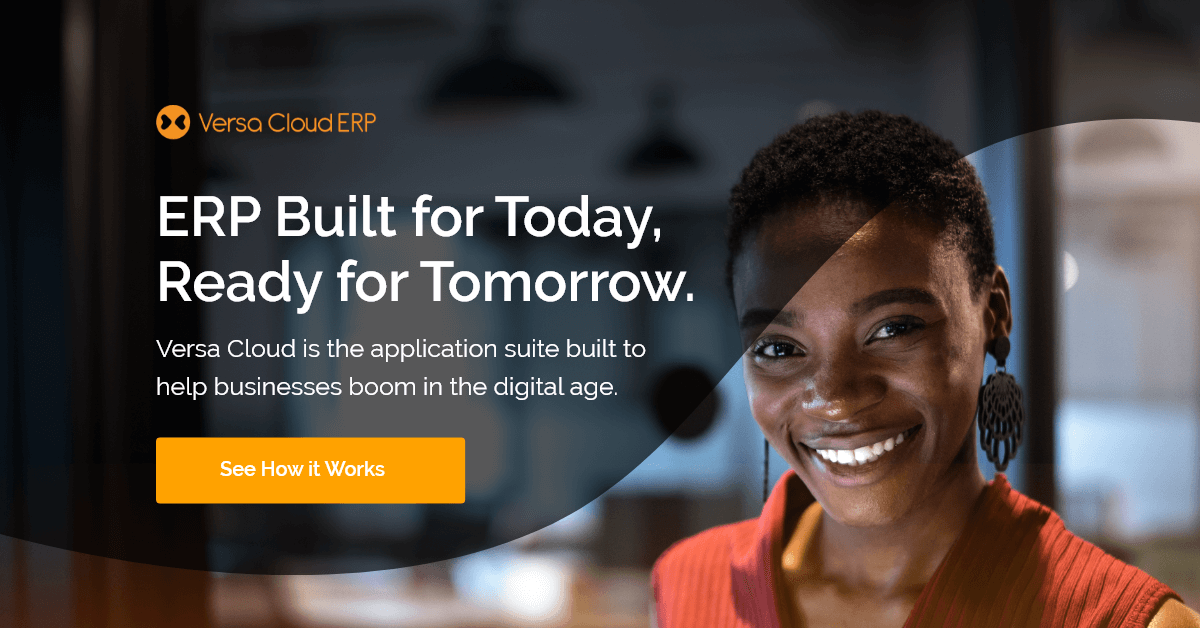 Versa Cloud ERP
ERP Built for Today,
Ready for Tomorrow.
Versa Cloud is the application suite built to
help businesses boom in the digital age.
See How it Works